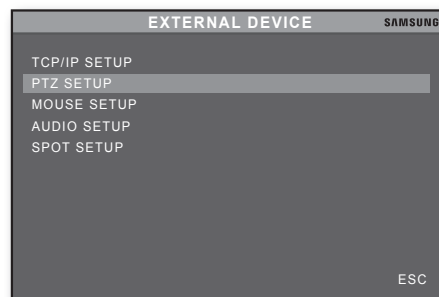 EXTERNAL DEVICE SAMSUNG
TCP/IP SETUP
PTZ SETUP
MOUSE SETUP
AUDIO SETUP
SPOT SETUP
ESC